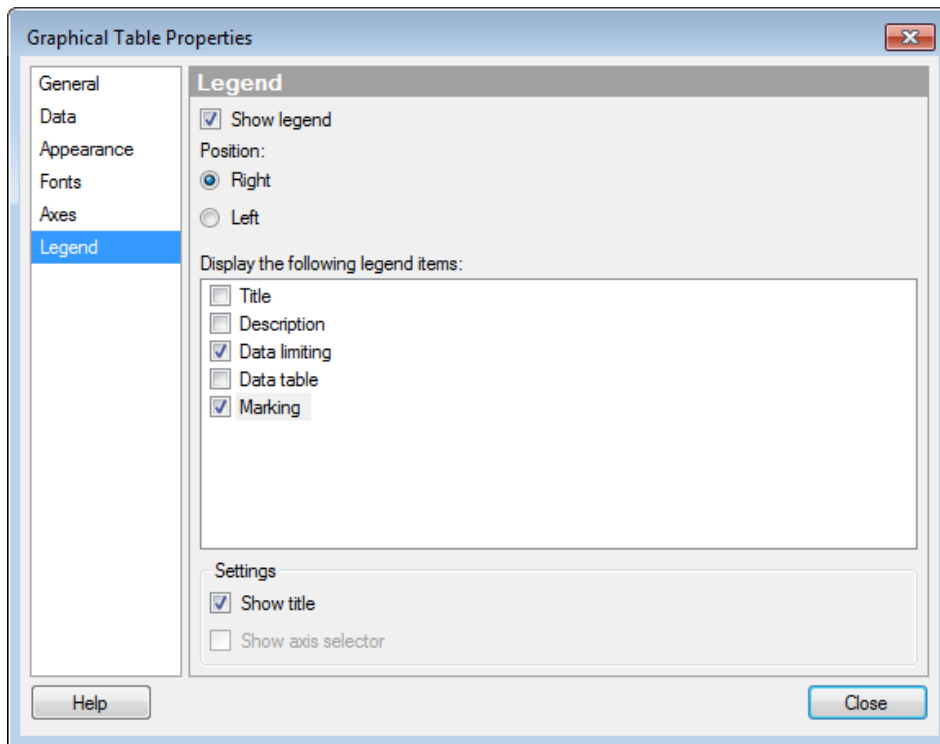 Graphical Table Properties
General
Data
Appearance
Fonts
Axes
Legend
Legend
Show legend
Position:
Right
Left
Display the following legend items:
Title
Description
Data limiting
Data table
Marking
Settings
Show title
Show axis selector
Help
Close